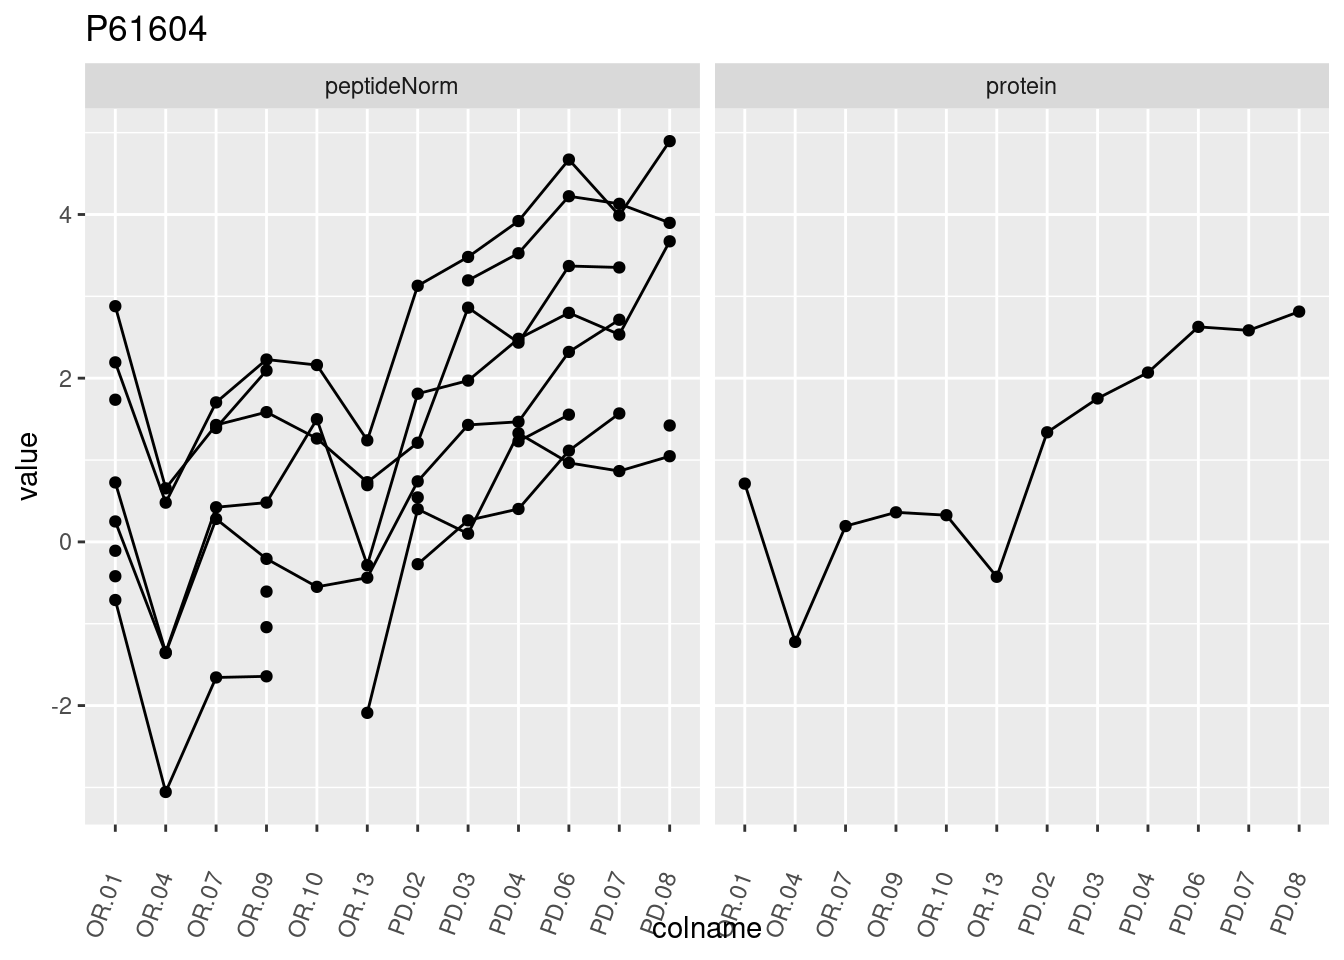 P61604
peptideNorm
protein
value
4
2
0
-2
OR.01 OR.04 OR.07 OR.09 OR.10 OR.13 PD.02 PD.03 PD.04 PD.06 PD.07 PD.08
OR.01 OR.04 OR.07 OR.09 OR.10 OR.13 PD.02 PD.03 PD.04 PD.06 PD.07 PD.08
colname